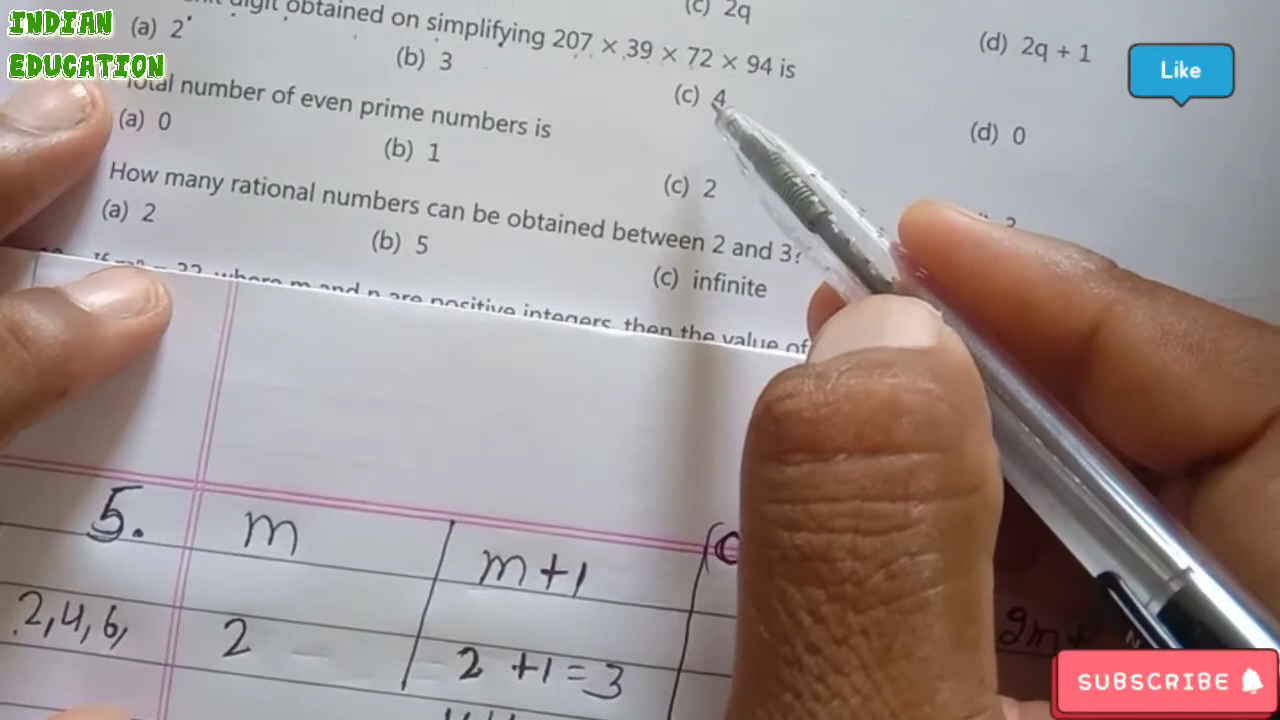 INDIAN
EDUCATION
Like
(c) 2q
(d) 2q + 1
digit obtained on simplifying 207 × 39 × 72 × 94 is
(a) 2 (b) 3 (c) 4 (d) 0
Total number of even prime numbers is
(a) 0 (b) 1 (c) 2
How many rational numbers can be obtained between 2 and 3?
(a) 2 (b) 5 (c) infinite
where m and n are positive integers, then the value of
5. m m+1
2,4,6, 2 2 +1=3
SUBSCRIBE